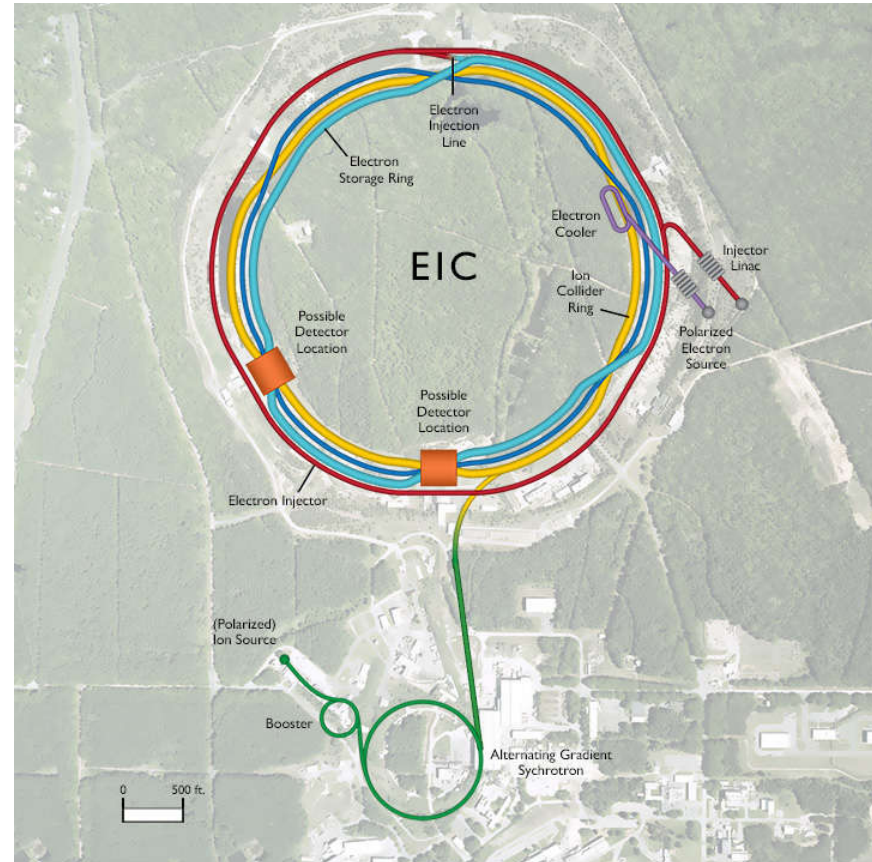 Electron
Injection
Line
Electron
Storage Ring
Electron
Cooler
EIC
Injector
Linac
Ion
Collider
Ring
Possible
Detector
Location
Polarized
Electron
Source
Possible
Detector
Location
Electron Injector
(Polarized)
Ion Source
Booster
Alternating Gradient
Sychrotron
0 500 ft.